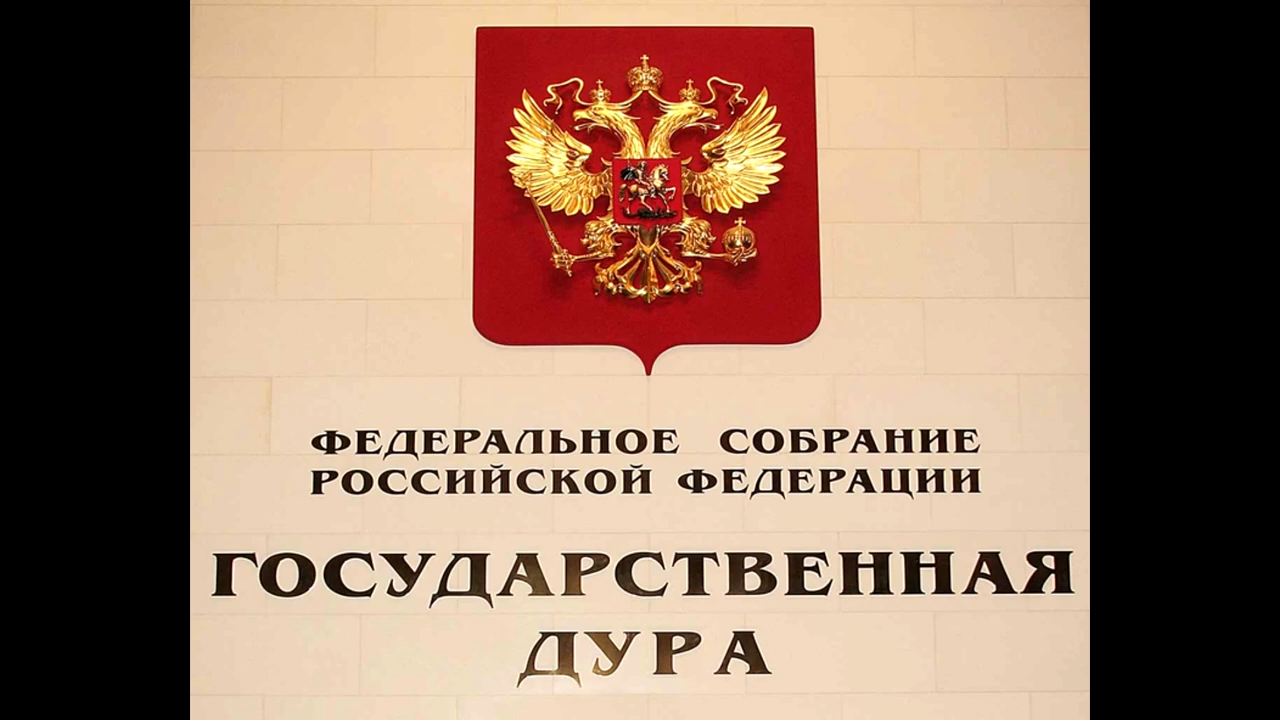 ФЕДЕРАЛЬНОЕ СОБРАНИЕ
РОССИЙСКОЙ ФЕДЕРАЦИИ
ГОСУДАРСТВЕННАЯ
ДУРА